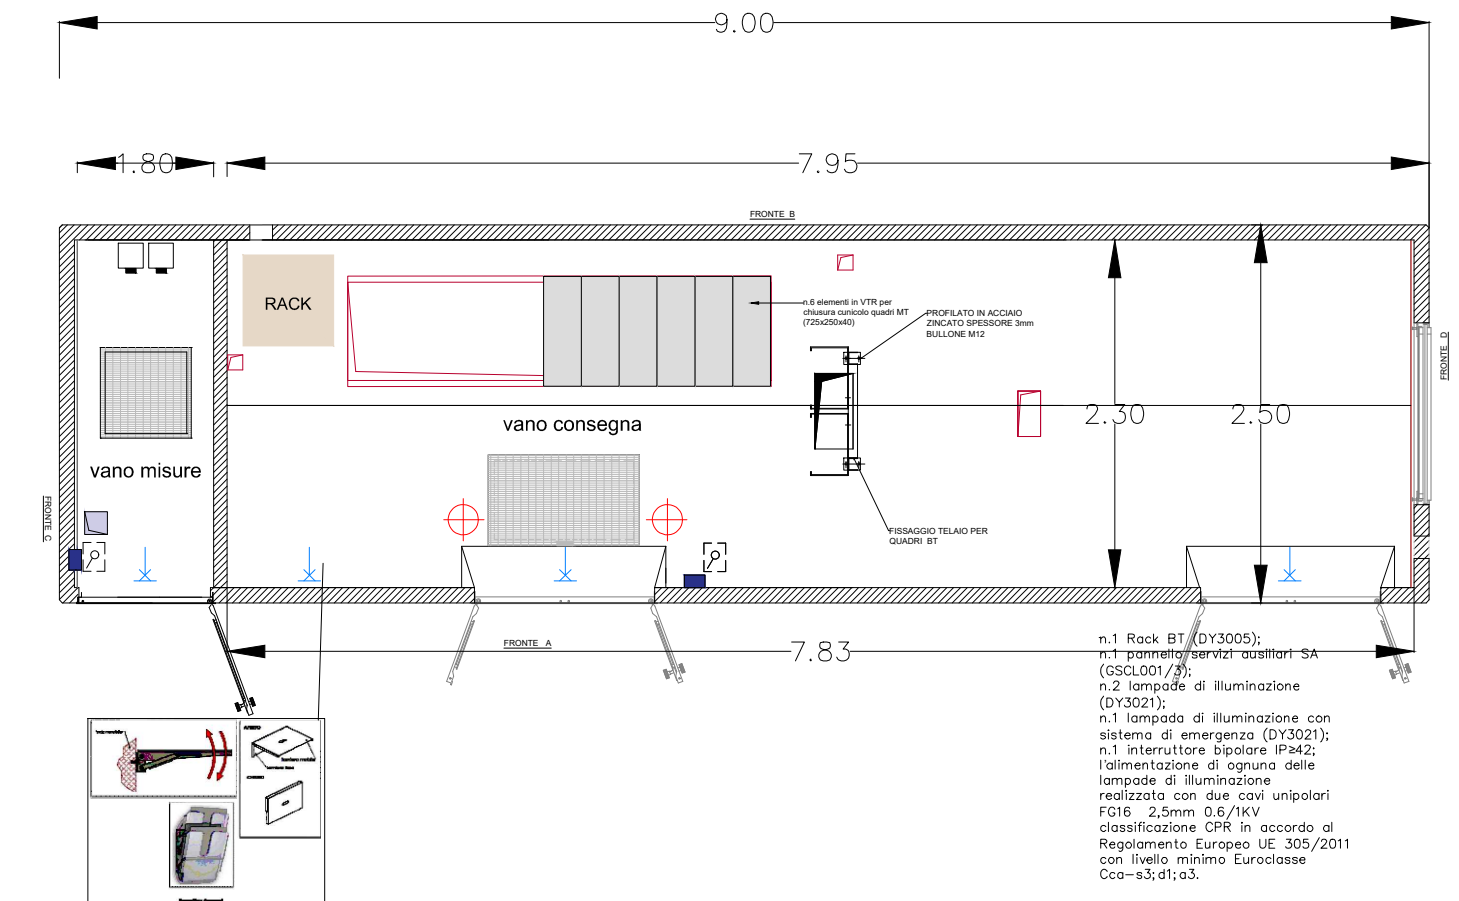 9.00
1.80
7.95
FRONTE B
RACK
n.6 elementi in VTR per
chiusura cunicolo quadri MT
(725x250x40)
PROFILATO IN ACCIAIO
ZINCATO SPESSORE 3mm
BULLONE M12
FRONTE D
2.30
2.50
vano consegna
vano misure
FRONTE C
FISSAGGIO TELAIO PER
QUADRI BT
FRONTE A
7.83
n.1 Rack BT (DY3005);
n.1 pannello servizi ausiliari SA
(GSCL001/3);
n.2 lampade di illuminazione
(DY3021);
n.1 lampada di illuminazione con
sistema di emergenza (DY3021);
n.1 interruttore bipolare IP≥42;
l'alimentazione di ognuna delle
lampade di illuminazione
realizzata con due cavi unipolari
FG16 2,5mm 0.6/1KV
classificazione CPR in accordo al
Regolamento Europeo UE 305/2011
con livello minimo Euroclasse
Cca-s3;d1;a3.